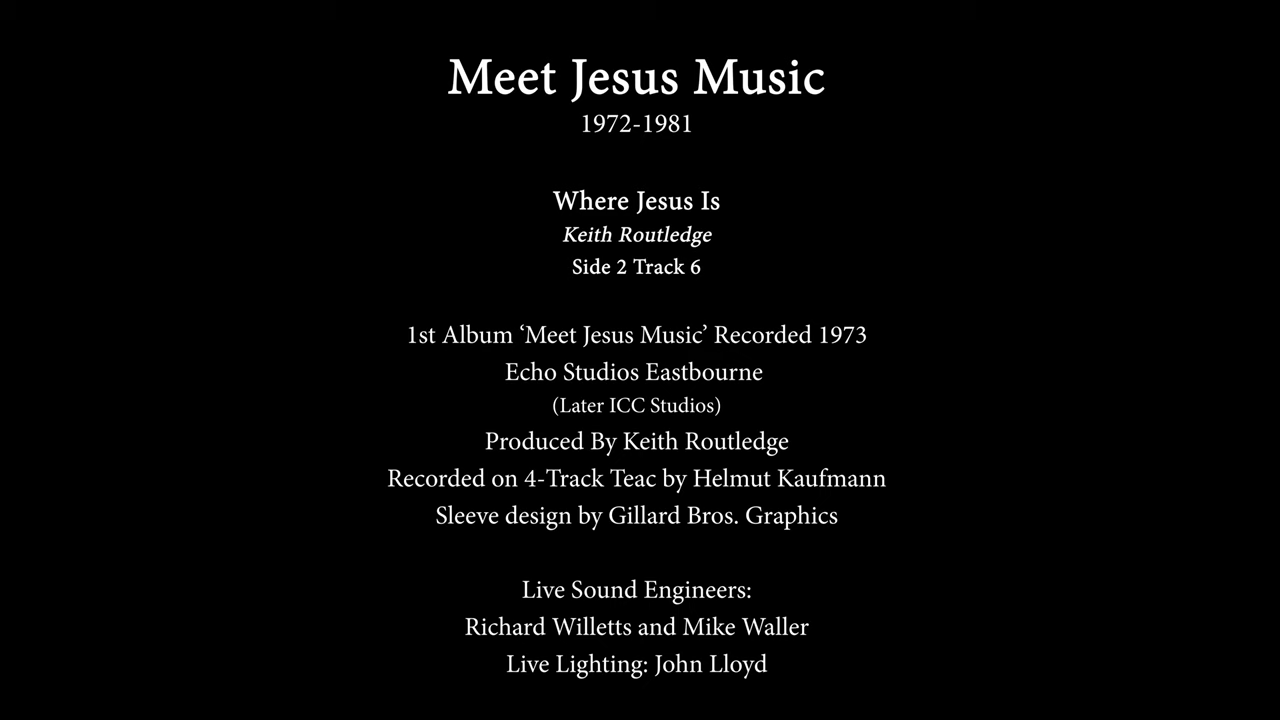 Meet Jesus Music
1972-1981
Where Jesus Is
Keith Routledge
Side 2 Track 6
1st Album ‘Meet Jesus Music’ Recorded 1973
Echo Studios Eastbourne
(Later ICC Studios)
Produced By Keith Routledge
Recorded on 4-Track Teac by Helmut Kaufmann
Sleeve design by Gillard Bros. Graphics
Live Sound Engineers:
Richard Willetts and Mike Waller
Live Lighting: John Lloyd